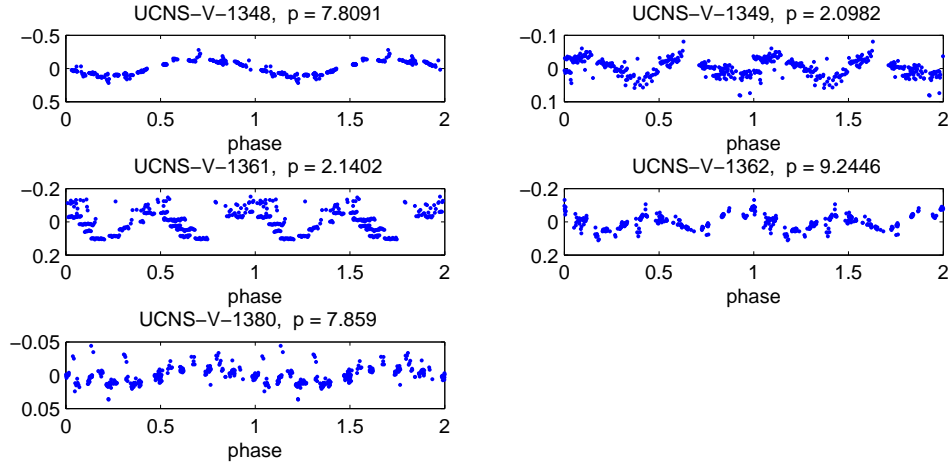 UCNS−V−1348, p = 7.8091
−0.5
0
0.5
0 0.5 1 1.5 2
phase
UCNS−V−1349, p = 2.0982
−0.1
0
0.1
0 0.5 1 1.5 2
phase
UCNS−V−1361, p = 2.1402
−0.2
0
0.2
0 0.5 1 1.5 2
phase
UCNS−V−1362, p = 9.2446
−0.2
0
0.2
0 0.5 1 1.5 2
phase
UCNS−V−1380, p = 7.859
−0.05
0
0.05
0 0.5 1 1.5 2
phase